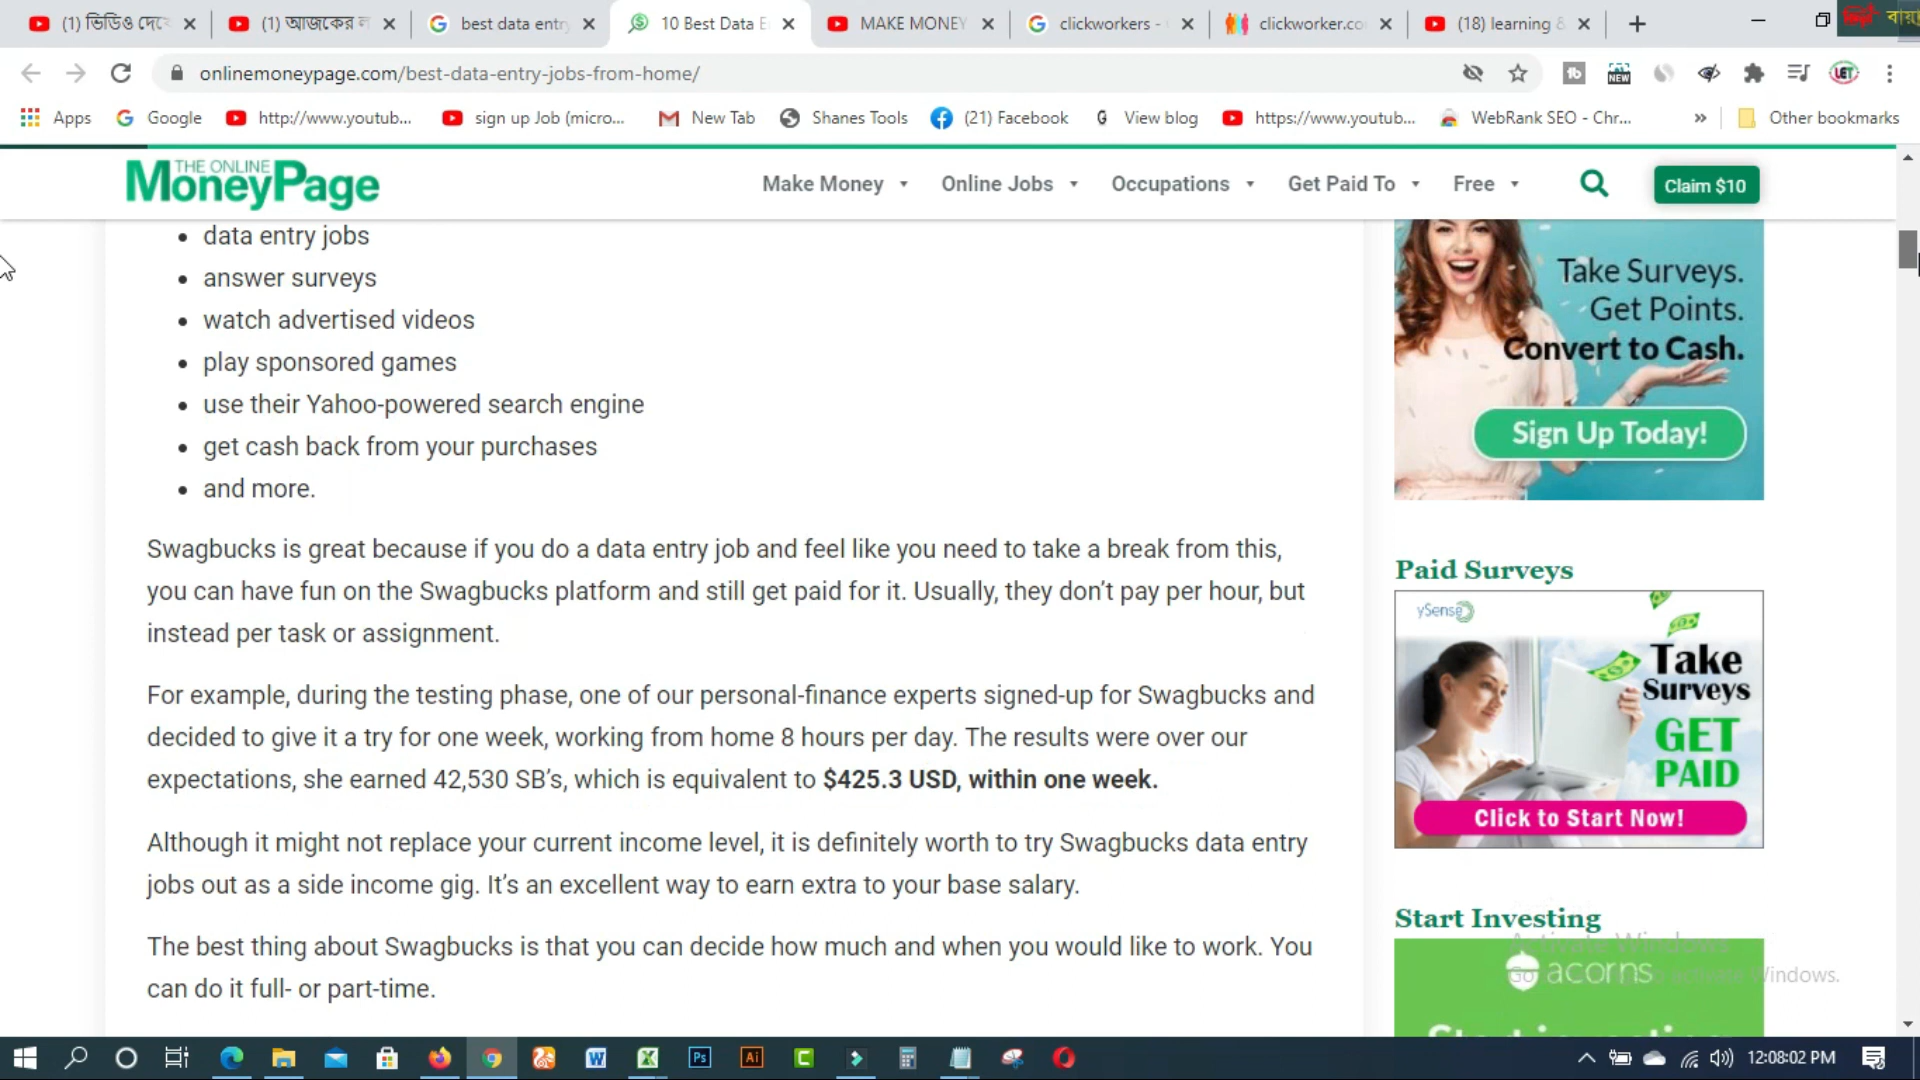 (1) ভিডিও দেখে
(1) আজকের ল
best data entry
10 Best Data E
MAKE MONEY
clickworkers -
clickworker.co
(18) learning &
onlinemoneypage.com/best-data-entry-jobs-from-home/
Apps
Google
http://www.youtub...
sign up Job (micro...
New Tab
Shanes Tools
(21) Facebook
View blog
https://www.youtub...
WebRank SEO - Chr...
Other bookmarks
THE ONLINE
MoneyPage
Make Money
Online Jobs
Occupations
Get Paid To
Free
Claim $10
data entry jobs
answer surveys
watch advertised videos
play sponsored games
use their Yahoo-powered search engine
get cash back from your purchases
and more.
Swagbucks is great because if you do a data entry job and feel like you need to take a break from this,
you can have fun on the Swagbucks platform and still get paid for it. Usually, they don't pay per hour, but
instead per task or assignment.
For example, during the testing phase, one of our personal-finance experts signed-up for Swagbucks and
decided to give it a try for one week, working from home 8 hours per day. The results were over our
expectations, she earned 42,530 SB's, which is equivalent to $425.3 USD, within one week.
Although it might not replace your current income level, it is definitely worth to try Swagbucks data entry
jobs out as a side income gig. It's an excellent way to earn extra to your base salary.
The best thing about Swagbucks is that you can decide how much and when you would like to work. You
can do it full- or part-time.
Take Surveys.
Get Points.
Convert to Cash.
Sign Up Today!
Paid Surveys
ySense
Take
Surveys
GET
PAID
Click to Start Now!
Start Investing
Activate Windows
acorns
Windows.
12:08:02 PM